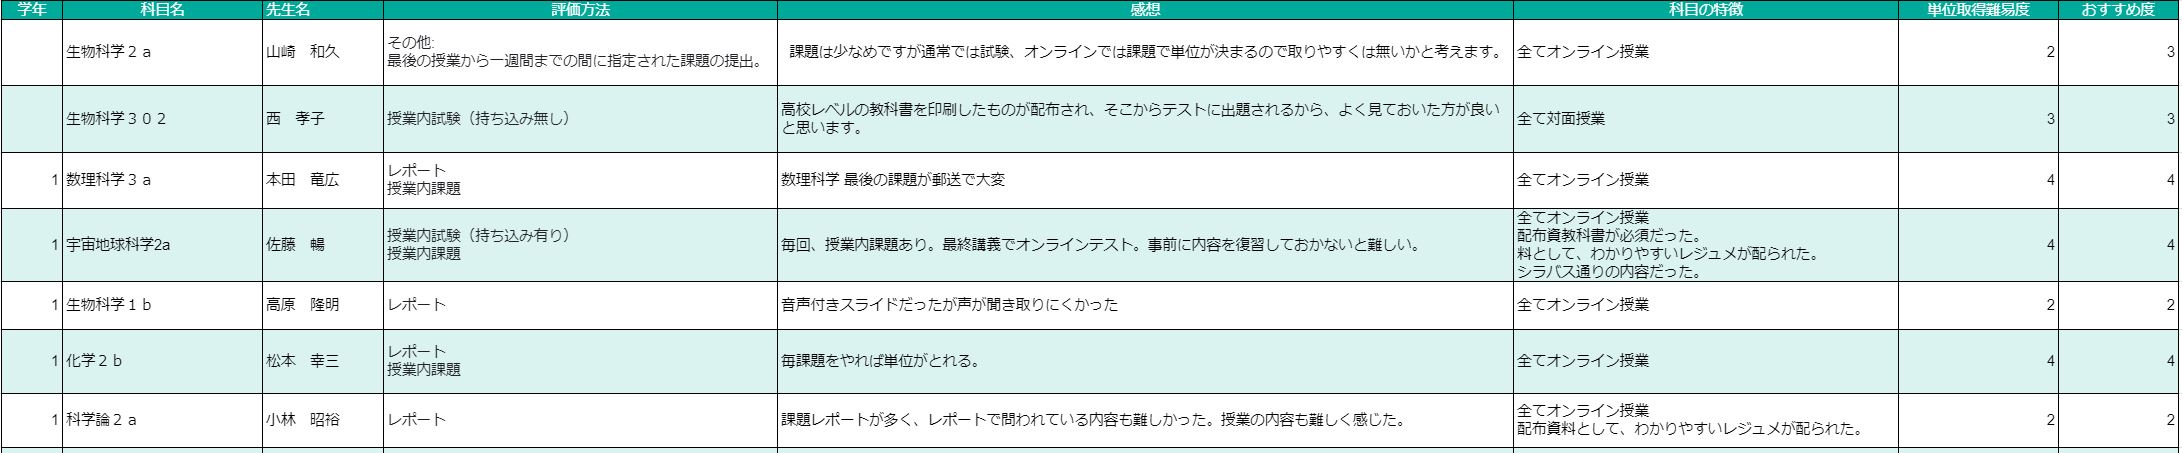 学年 科目名 先生名 評価方法 感想 科目の特徴 単位取得難易度 おすすめ度
生物科学２ａ 山崎　和久 その他:
最後の授業から一週間までの間に指定された課題の提出。 課題は少なめですが通常では試験、オンラインでは課題で単位が決まるので取りやすくは無いかと考えます。 全てオンライン授業 2 3
生物科学３０２ 西　孝子 授業内試験（持ち込み無し） 高校レベルの教科書を印刷したものが配布され、そこからテストに出題されるから、よく見ておいた方が良い
と思います。 全て対面授業 3 3
1 数理科学３ａ 本田　竜広 レポート
授業内課題 数理科学 最後の課題が郵送で大変 全てオンライン授業 4 4
1 宇宙地球科学2a 佐藤　暢 授業内試験（持ち込み有り）
授業内課題 毎回、授業内課題あり。最終講義でオンラインテスト。事前に内容を復習しておかないと難しい。 全てオンライン授業
配布資教科書が必須だった。
料として、わかりやすいレジュメが配られた。
シラバス通りの内容だった。 4 4
1 生物科学１ｂ 高原　隆明 レポート 音声付きスライドだったが声が聞き取りにくかった 全てオンライン授業 2 2
1 化学２ｂ 松本　幸三 レポート
授業内課題 毎課題をやれば単位がとれる。 全てオンライン授業 4 4
1 科学論２ａ 小林　昭裕 レポート 課題レポートが多く、レポートで問われている内容も難しかった。授業の内容も難しく感じた。 全てオンライン授業
配布資料として、わかりやすいレジュメが配られた。 2 2